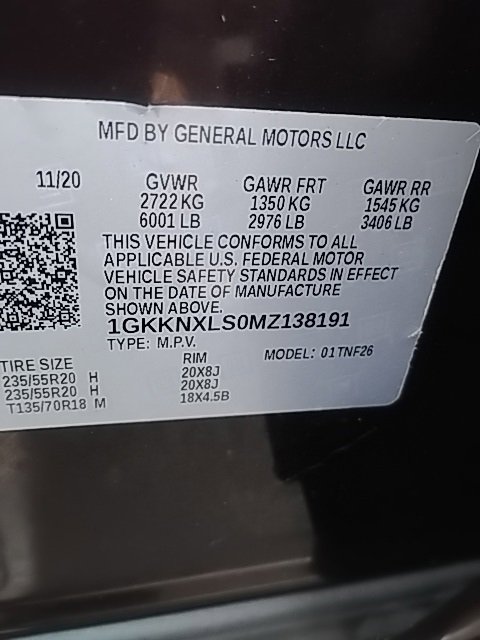 MFD BY GENERAL MOTORS LLC
11/20 GVWR GAWR FRT GAWR RR
2722 KG 1350 KG 1545 KG
6001 LB 2976 LB 3406 LB
THIS VEHICLE CONFORMS TO ALL
APPLICABLE U.S. FEDERAL MOTOR
VEHICLE SAFETY STANDARDS IN EFFECT
ON THE DATE OF MANUFACTURE
SHOWN ABOVE.
1GKKNXLS0MZ138191
TYPE: M.P.V. MODEL: 01TNF26
TIRE SIZE RIM
235/55R20 H 20X8J
235/55R20 H 20X8J
T135/70R18 M 18X4.5B